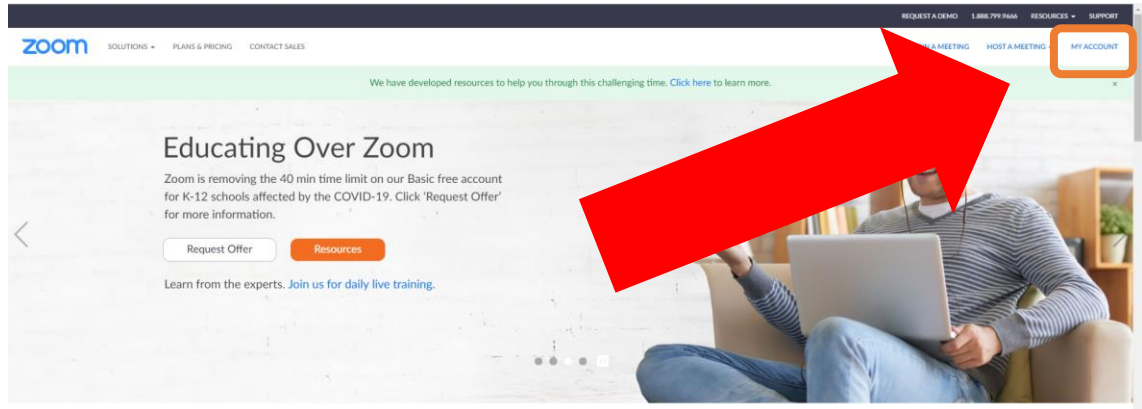 REQUEST A DEMO 1.888.799.9666 RESOURCES SUPPORT
zoom SOLUTIONS PLANS & PRICING CONTACT SALES A MEETING HOST A MEETING MY ACCOUNT
We have developed resources to help you through this challenging time. Click here to learn more. ×
Educating Over Zoom
Zoom is removing the 40 min time limit on our Basic free account
for K-12 schools affected by the COVID-19. Click 'Request Offer'
for more information.
Request Offer Resources
Learn from the experts. Join us for daily live training.